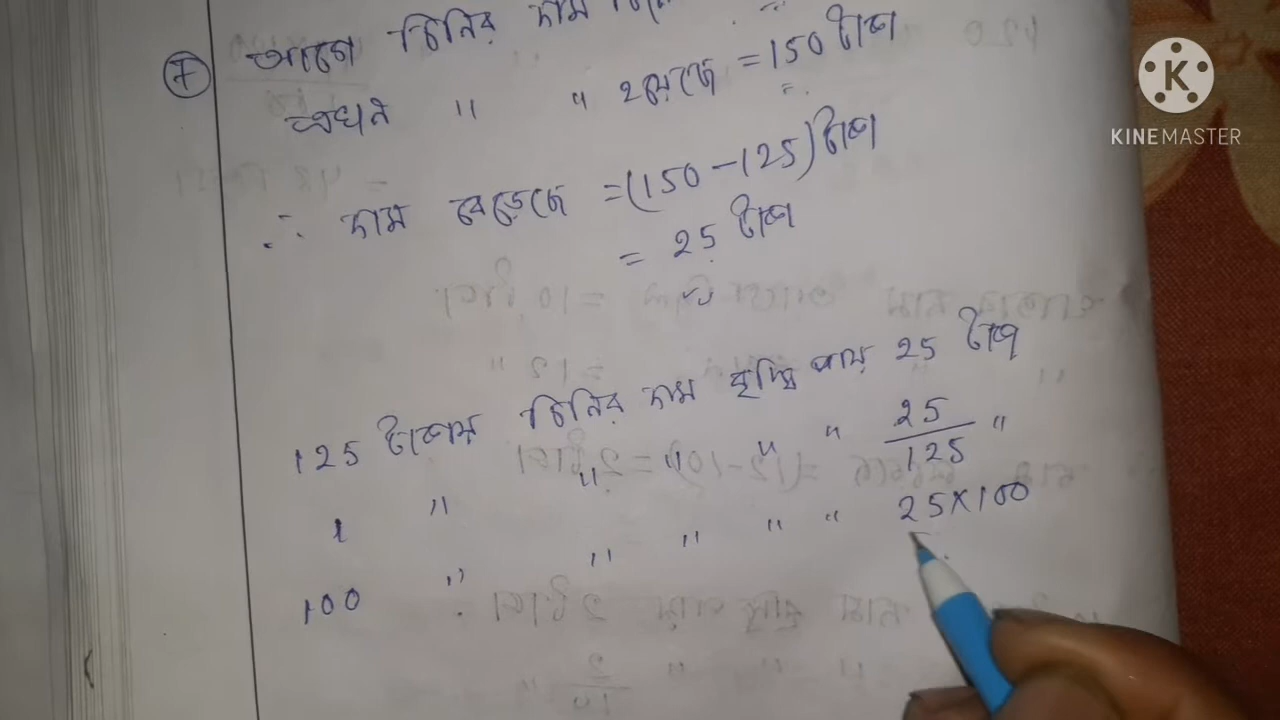 7 আগে চিনির দাম ছিল
এখন " " হয়েছে = 150 টাকা
∴ দাম বেড়েছে = (150 - 125) টাকা
= 25 টাকা
125 টাকায় চিনির দাম বৃদ্ধি পায় 25 টাকা
1 " " " " " 25/125 "
100 " " " " " 25×100
K
KINEMASTER